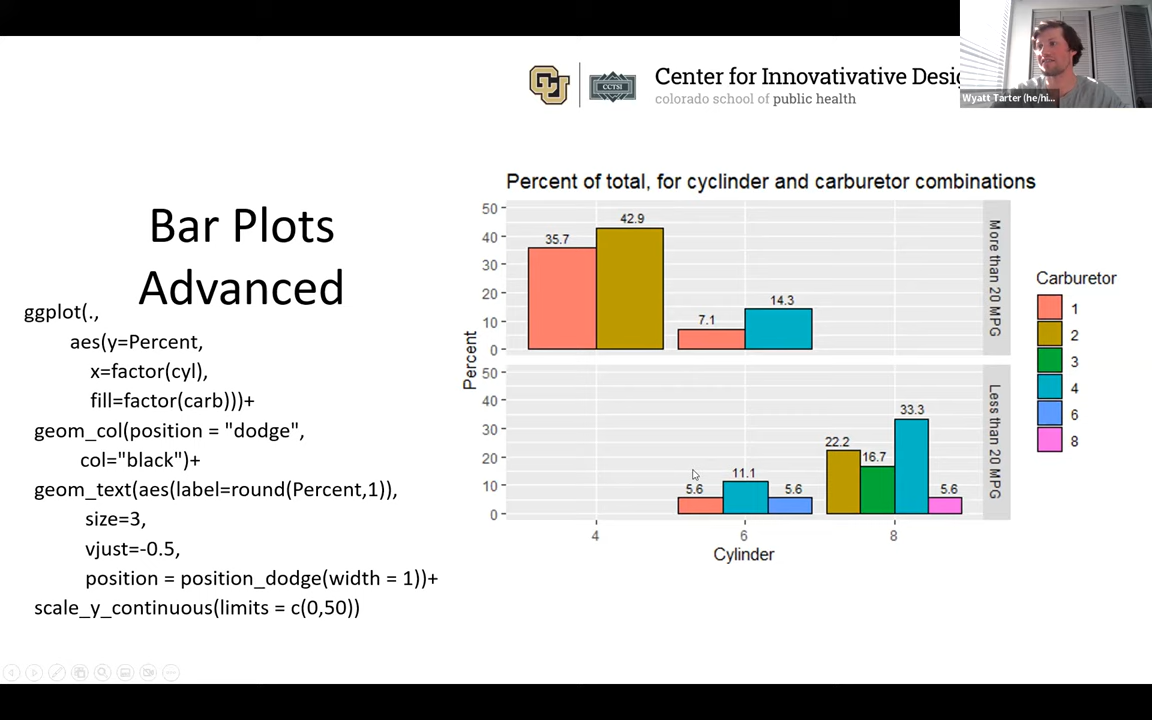 CU
CCTSI
Center for Innovativative Desig
colorado school of public health
Wyatt Tarter (he/hi...
Bar Plots
Advanced
ggplot(.,
aes(y=Percent,
x=factor(cyl),
fill=factor(carb)))+
geom_col(position = "dodge",
col="black")+
geom_text(aes(label=round(Percent,1)),
size=3,
vjust=-0.5,
position = position_dodge(width = 1))+
scale_y_continuous(limits = c(0,50))
Percent of total, for cyclinder and carburetor combinations
Percent
50
40
30
20
10
0
35.7
42.9
7.1
14.3
More than 20 MPG
50
40
30
20
10
0
5.6
11.1
5.6
22.2
16.7
33.3
5.6
Less than 20 MPG
4
6
8
Cylinder
Carburetor
1
2
3
4
6
8